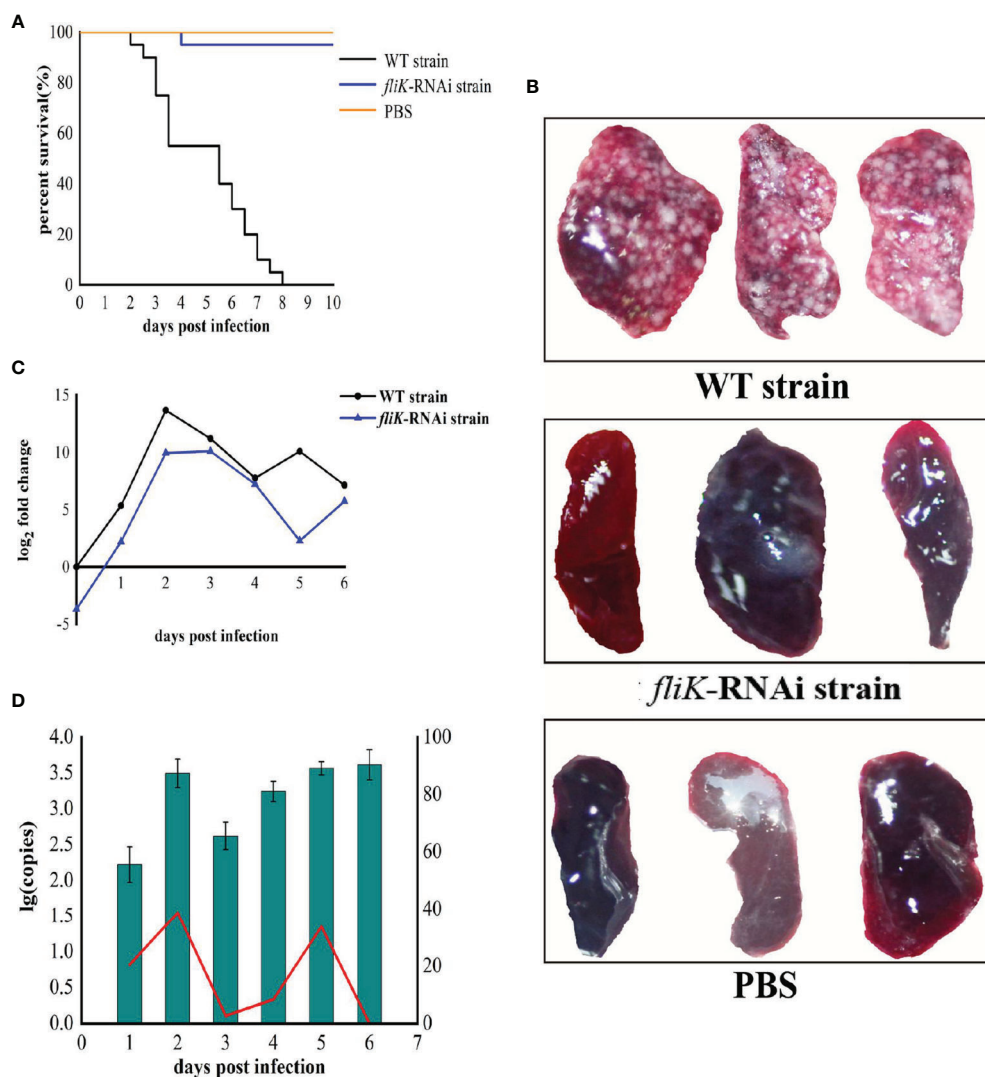 A
100
80
60
40
20
0
percent survival(%)
0 1 2 3 4 5 6 7 8 9 10
days post infection
WT strain
fliK-RNAi strain
PBS
B
WT strain
fliK-RNAi strain
PBS
C
15
10
5
0
-5
log2 fold change
1 2 3 4 5 6
days post infection
WT strain
fliK-RNAi strain
D
4.0
3.5
3.0
2.5
2.0
1.5
1.0
0.5
0.0
lg(copies)
100
80
60
40
20
0
0 1 2 3 4 5 6 7
days post infection